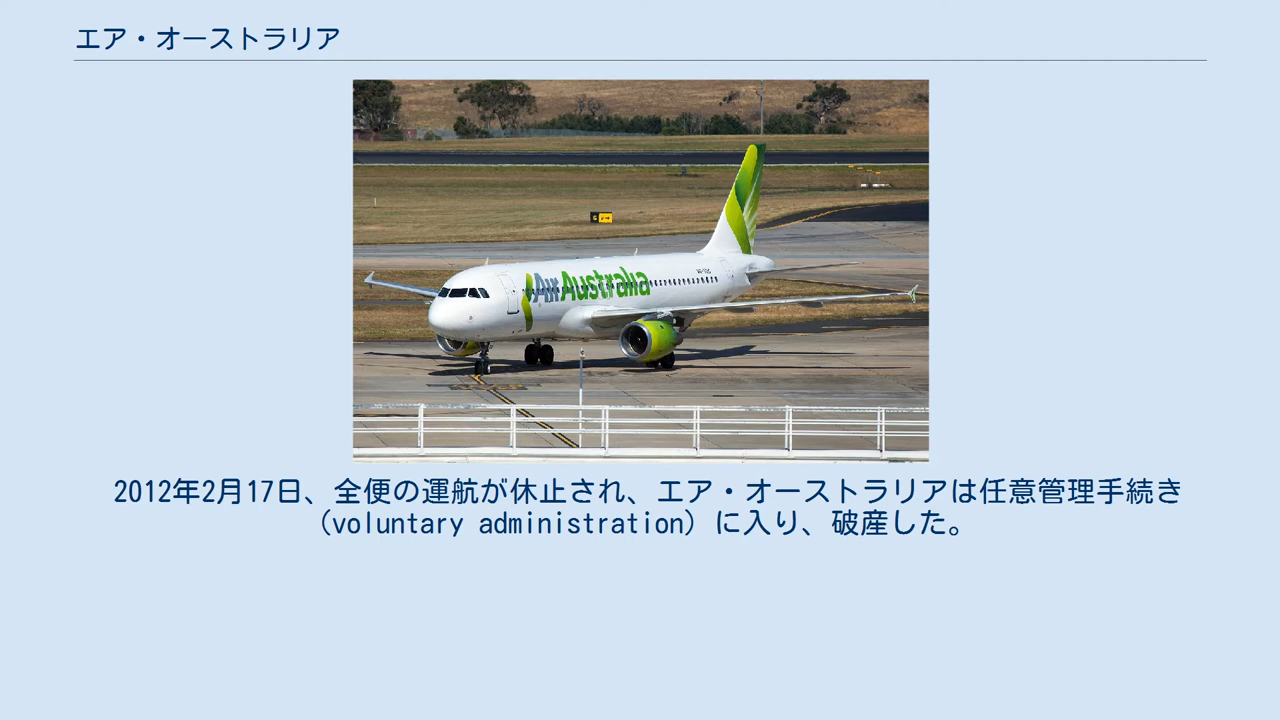 エア・オーストラリア
AirAustralia
2012年2月17日、全便の運航が休止され、エア・オーストラリアは任意管理手続き
(voluntary administration) に入り、破産した。